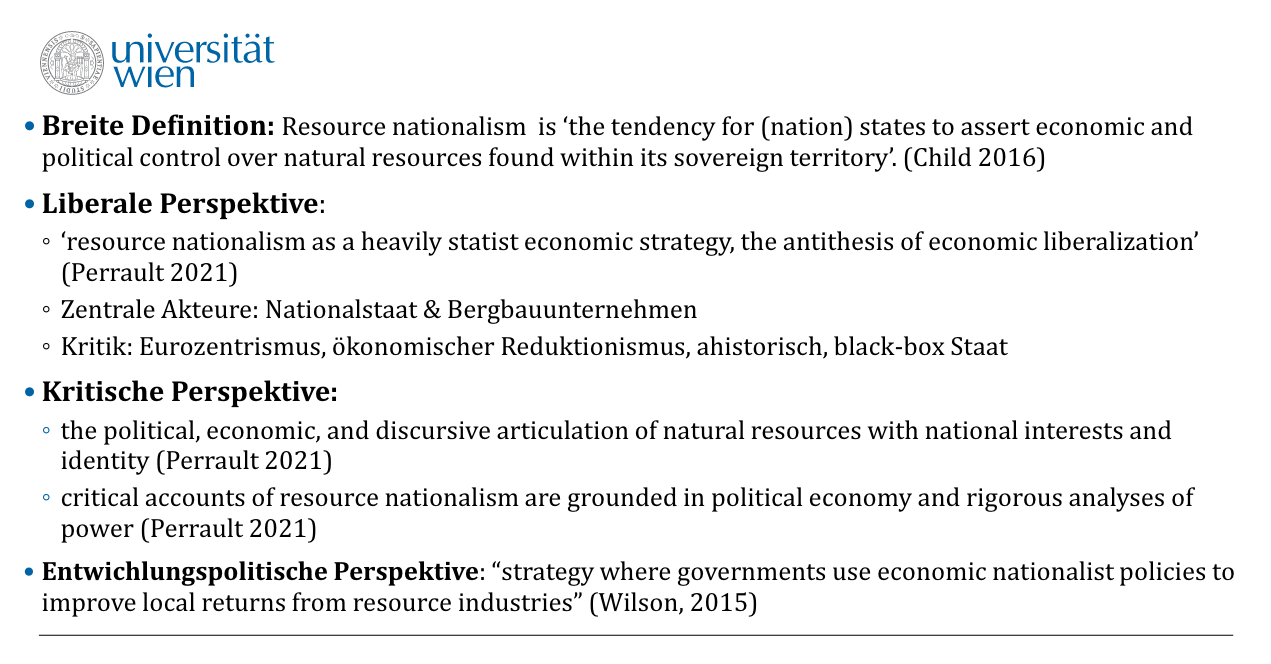 universität
wien
• Breite Definition: Resource nationalism  is ‘the tendency for (nation) states to assert economic and
political control over natural resources found within its sovereign territory’. (Child 2016)
• Liberale Perspektive:
◦ ‘resource nationalism as a heavily statist economic strategy, the antithesis of economic liberalization’
(Perrault 2021)
◦ Zentrale Akteure: Nationalstaat & Bergbauunternehmen
◦ Kritik: Eurozentrismus, ökonomischer Reduktionismus, ahistorisch, black-box Staat
• Kritische Perspektive:
◦ the political, economic, and discursive articulation of natural resources with national interests and
identity (Perrault 2021)
◦ critical accounts of resource nationalism are grounded in political economy and rigorous analyses of
power (Perrault 2021)
• Entwichlungspolitische Perspektive: “strategy where governments use economic nationalist policies to
improve local returns from resource industries” (Wilson, 2015)